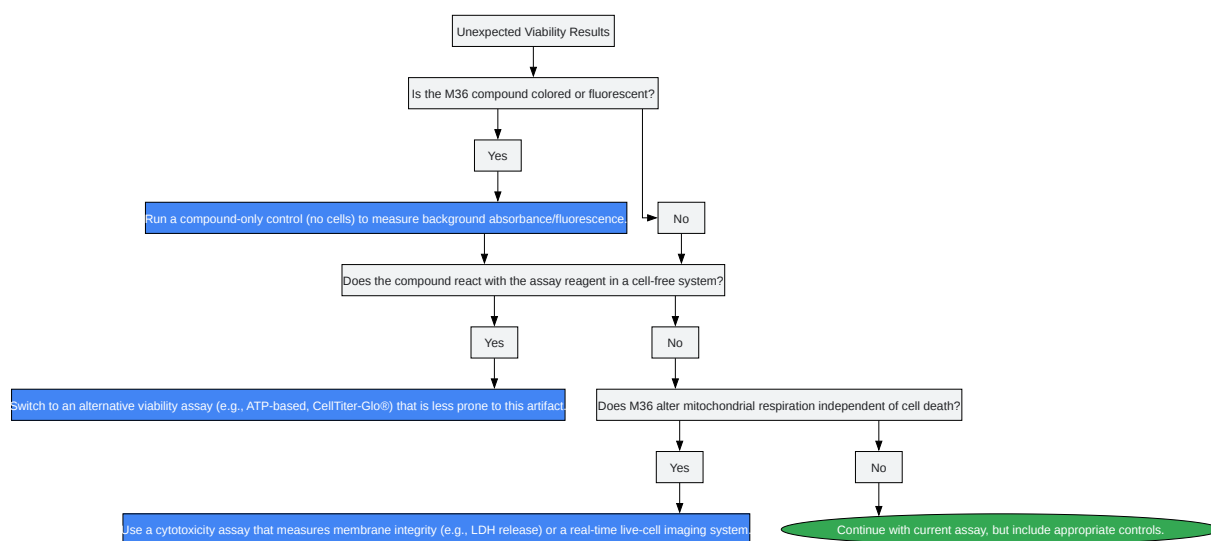 Unexpected Viability Results
Is the M36 compound colored or fluorescent?
Yes
Run a compound-only control (no cells) to measure background absorbance/fluorescence.
No
Does the compound react with the assay reagent in a cell-free system?
Yes
No
Switch to an alternative viability assay (e.g., ATP-based, CellTiter-Glo®) that is less prone to this artifact.
Does M36 alter mitochondrial respiration independent of cell death?
Yes
No
Use a cytotoxicity assay that measures membrane integrity (e.g., LDH release) or a real-time live-cell imaging system.
Continue with current assay, but include appropriate controls.